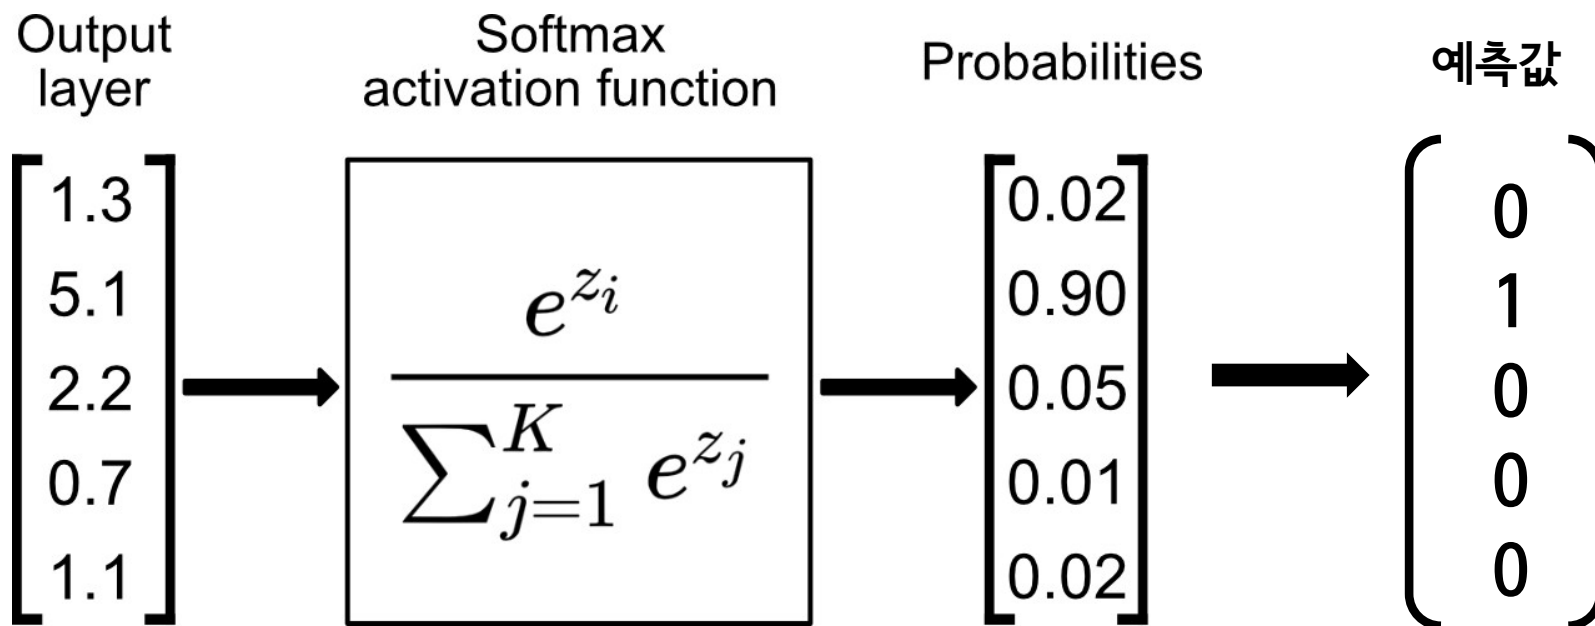 Output
layer
Softmax
activation function
Probabilities
예측값
1.3
5.1
2.2
0.7
1.1
e^{z_i}
∑_{j=1}^{K} e^{z_j}
0.02
0.90
0.05
0.01
0.02
0
1
0
0
0